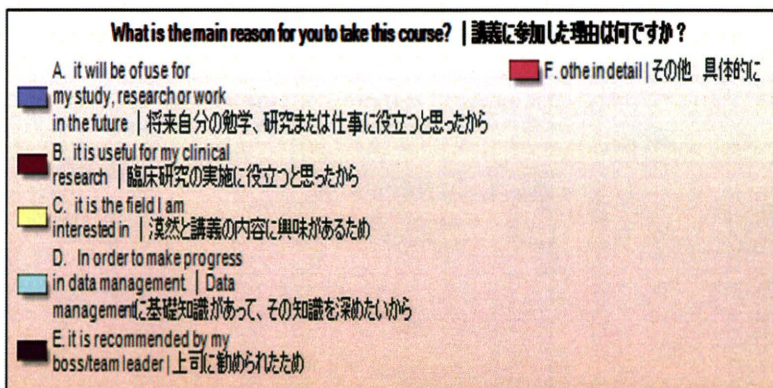 What is the main reason for you to take this course? | 講義に参加した理由は何ですか？
A. it will be of use for
my study, research or work
in the future | 将来自分の勉学、研究または仕事に役立つと思ったから
B. it is useful for my clinical
research | 臨床研究の実施に役立つと思ったから
C. it is the field I am
interested in | 漠然と講義の内容に興味があるため
D. In order to make progress
in data management | Data
managementに基礎知識があって、その知識を深めたいから
E. it is recommended by my
boss/team leader | 上司に勧められたため
F. othe in detail | その他 具体的に